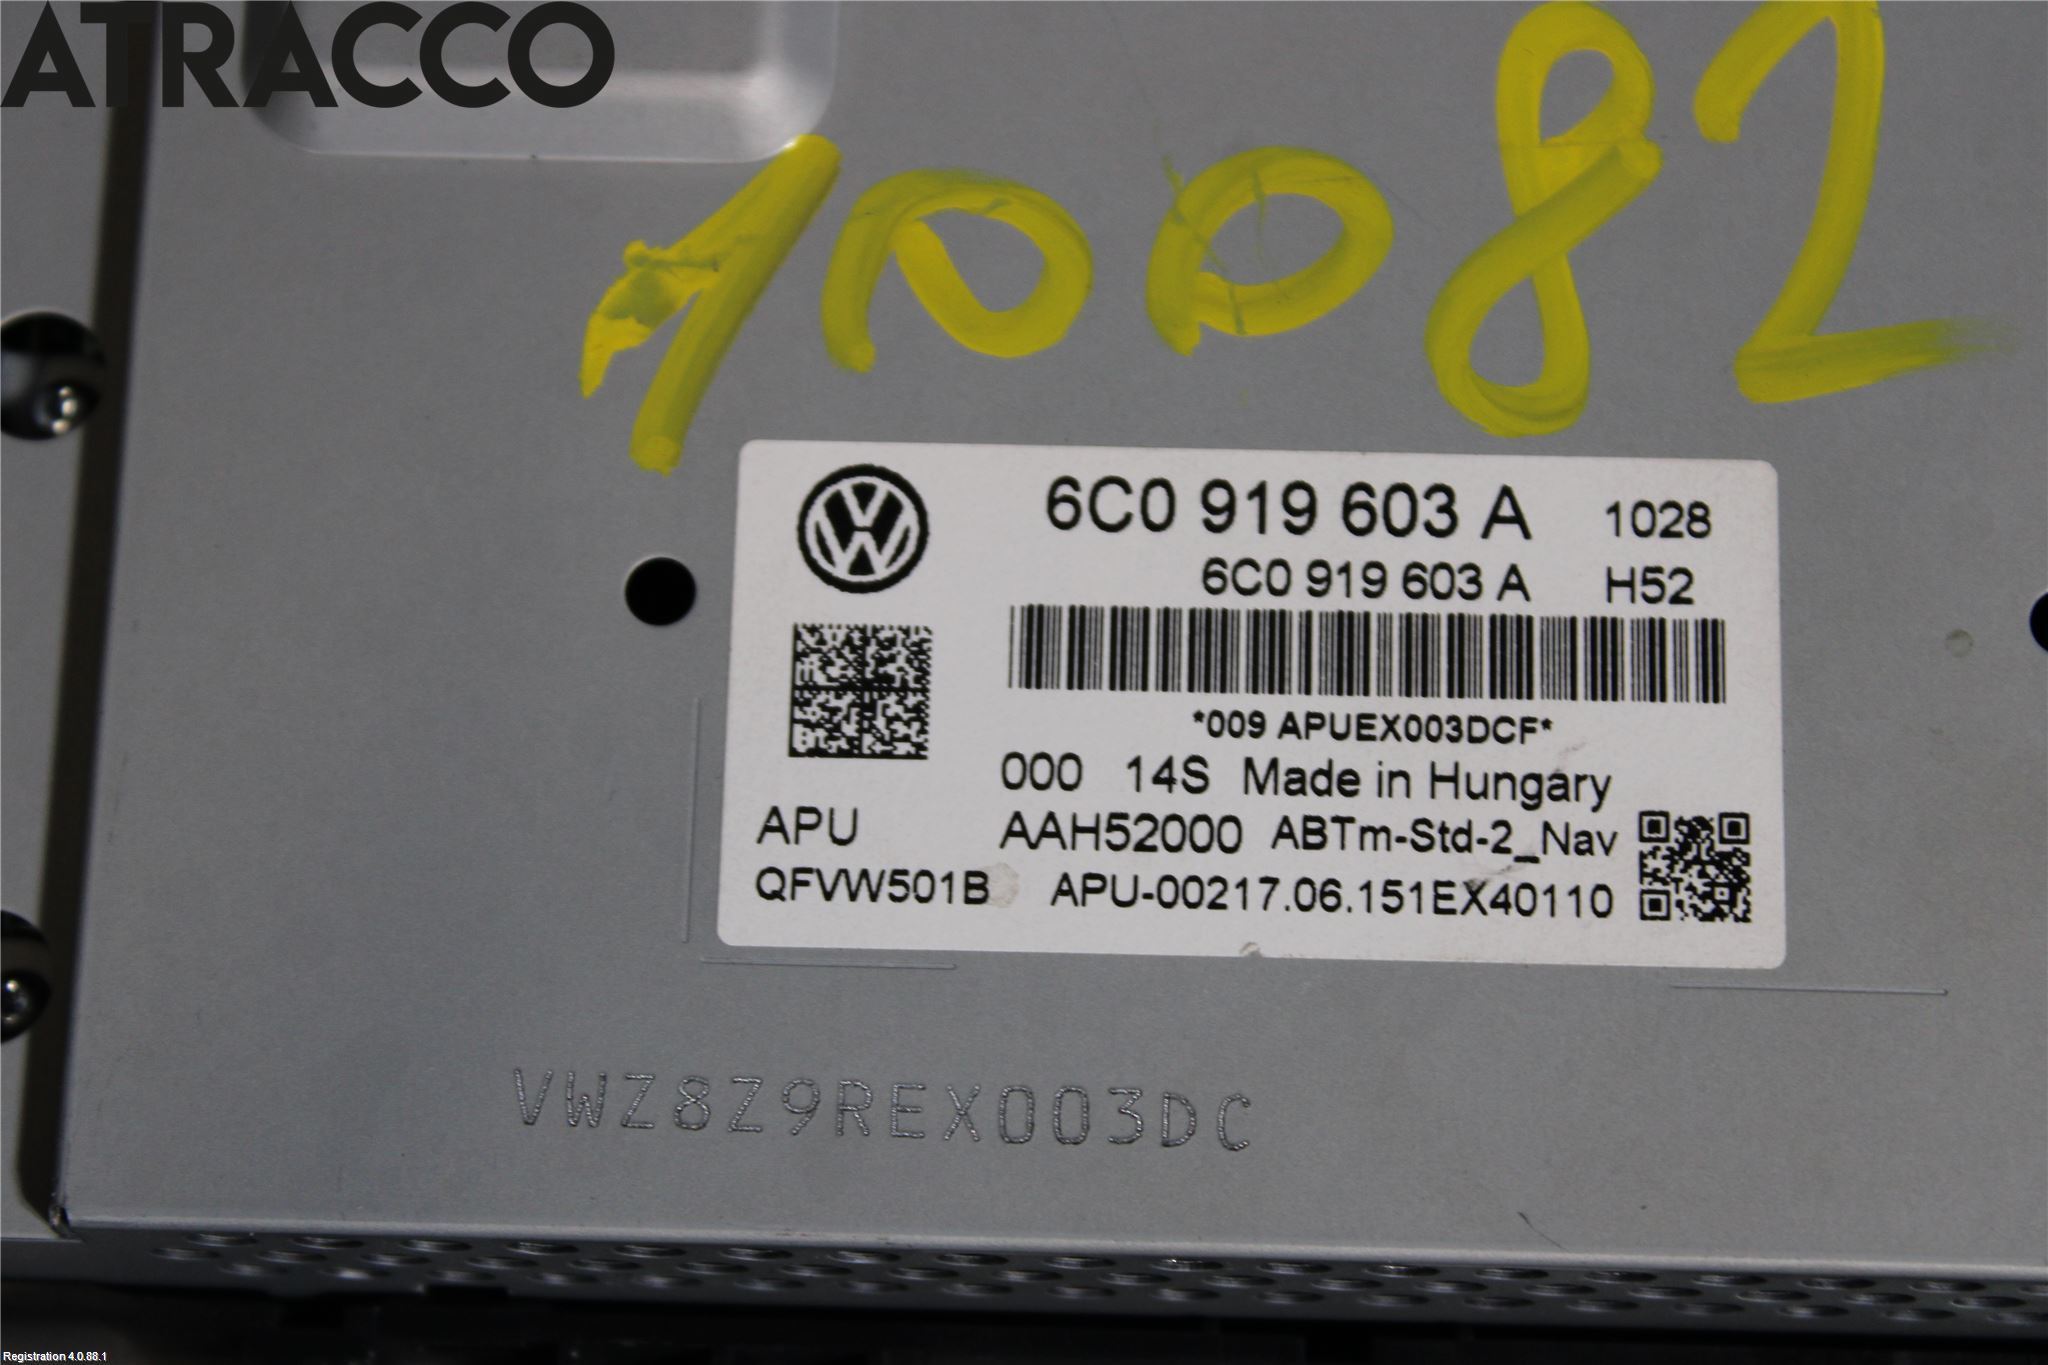 ATRACCO
10082
6C0 919 603 A 1028
6C0 919 603 A H52
*009 APUEX003DCF*
000 14S Made in Hungary
APU AAH52000 ABTm-Std-2_Nav
QFVW501B APU-00217.06.151EX40110
VWZ8Z9REX003DC
Registration 4.0.88.1